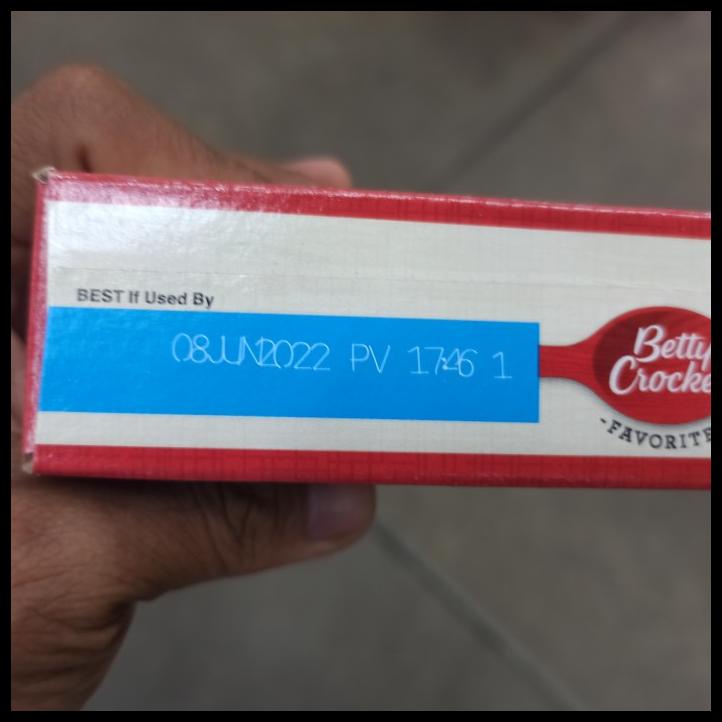 BEST If Used By
08JUN2022 PV 17:46 1
Betty
Crocke
-FAVORITE